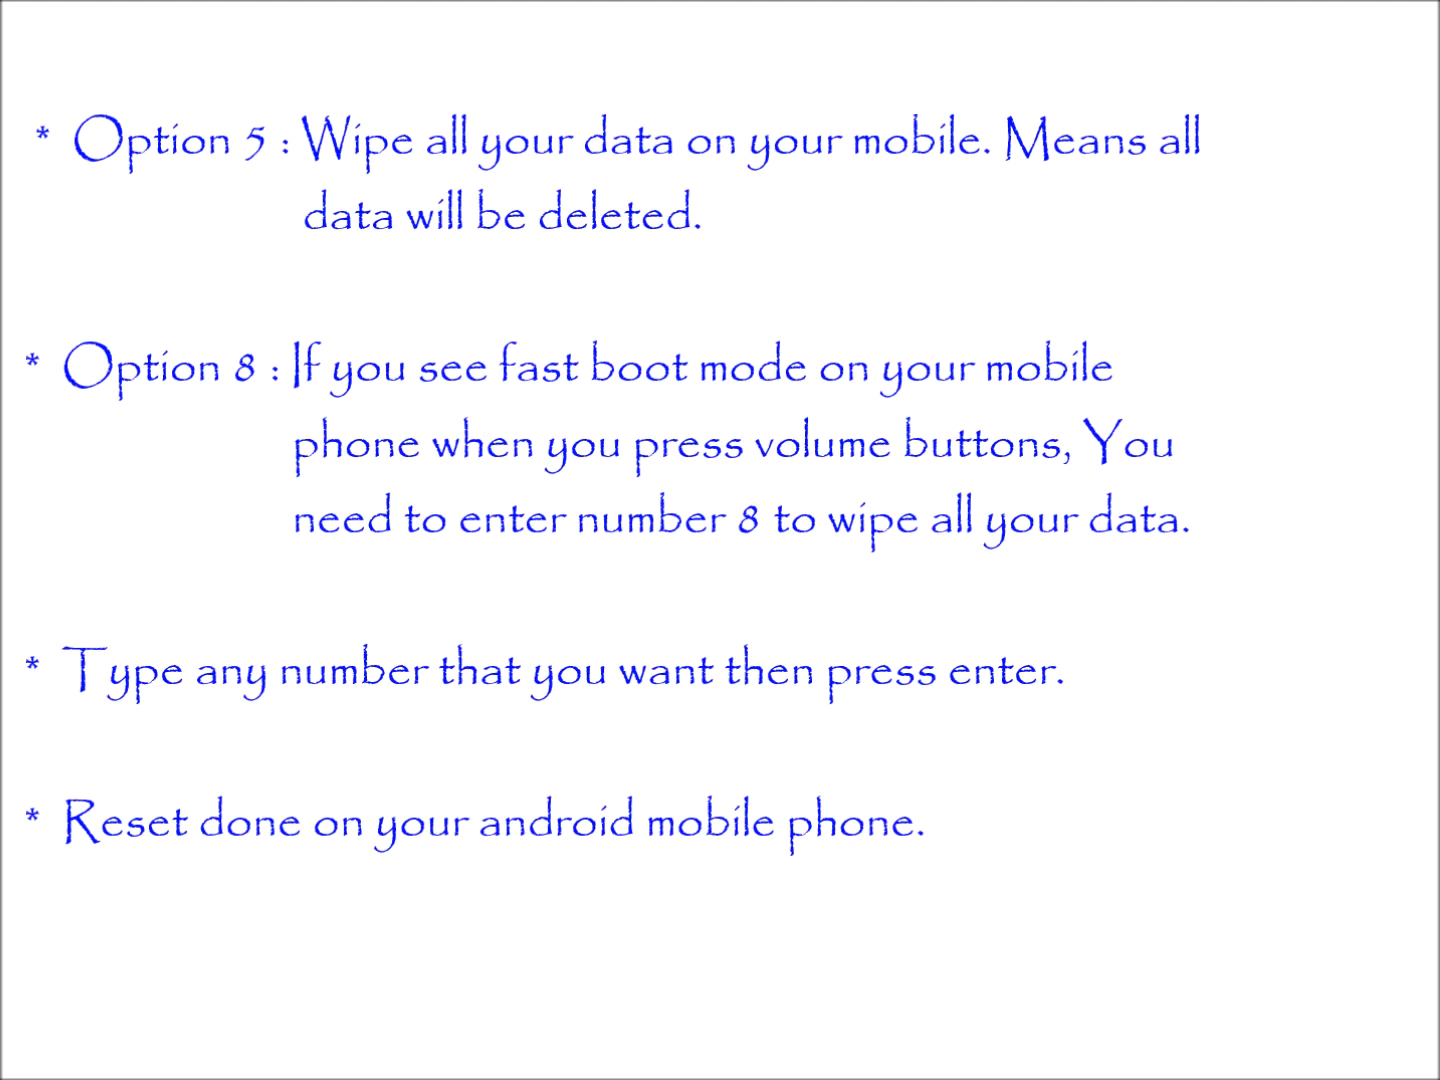 * Option 5 : Wipe all your data on your mobile. Means all
data will be deleted.
* Option 8 : If you see fast boot mode on your mobile
phone when you press volume buttons, You
need to enter number 8 to wipe all your data.
* Type any number that you want then press enter.
* Reset done on your android mobile phone.